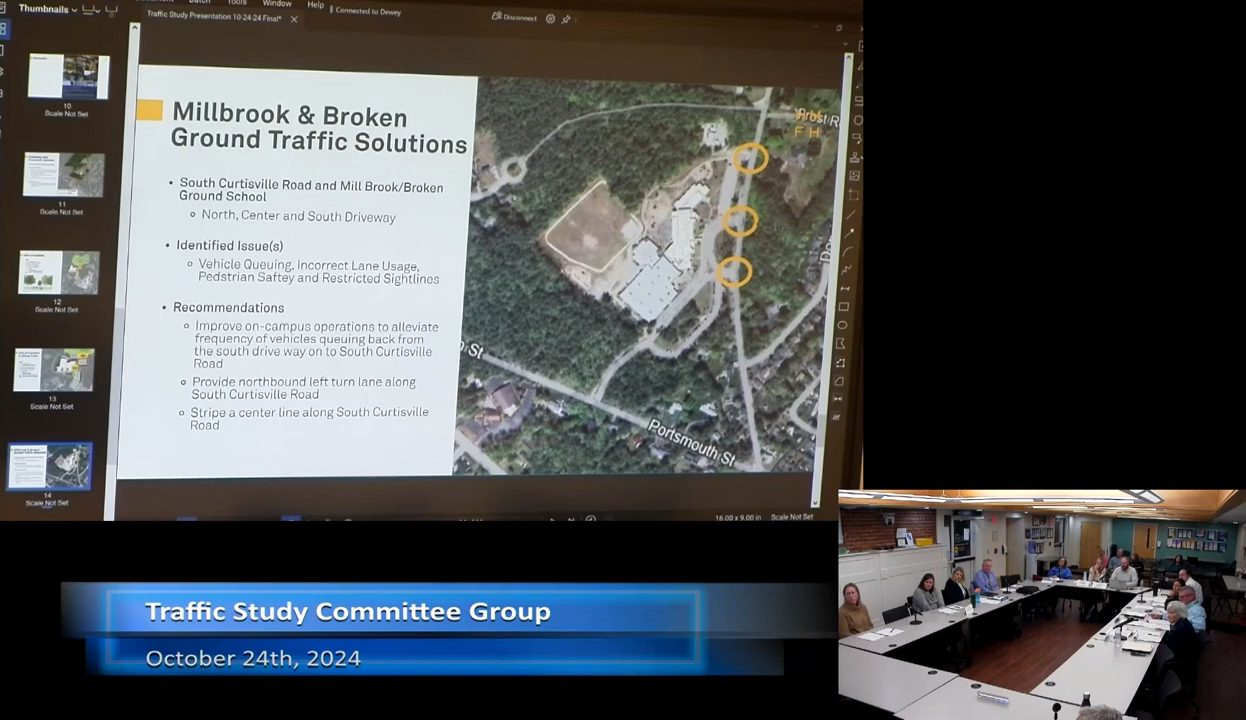 Thumbnails
Tools
Window
Help
Connected to Dewey
Disconnect
Traffic Study Presentation 10-24-24 Final*
10
Scale Not Set
11
Scale Not Set
12
Scale Not Set
13
Scale Not Set
14
Scale Not Set
Millbrook & Broken
Ground Traffic Solutions
• South Curtisville Road and Mill Brook/Broken
Ground School
North, Center and South Driveway
• Identified Issue(s)
Vehicle Queuing, Incorrect Lane Usage,
Pedstrian Saftey and Restricted Sightlines
• Recommendations
Improve on-campus operations to alleviate
frequency of vehicles queuing back from
the south drive way on to South Curtisville
Road
Provide northbound left turn lane along
South Curtisville Road
Stripe a center line along South Curtisville
Road
Frost R
F H
St
Portsmouth St
16.00 x 9.00 in
Scale Not Set
Traffic Study Committee Group
October 24th, 2024